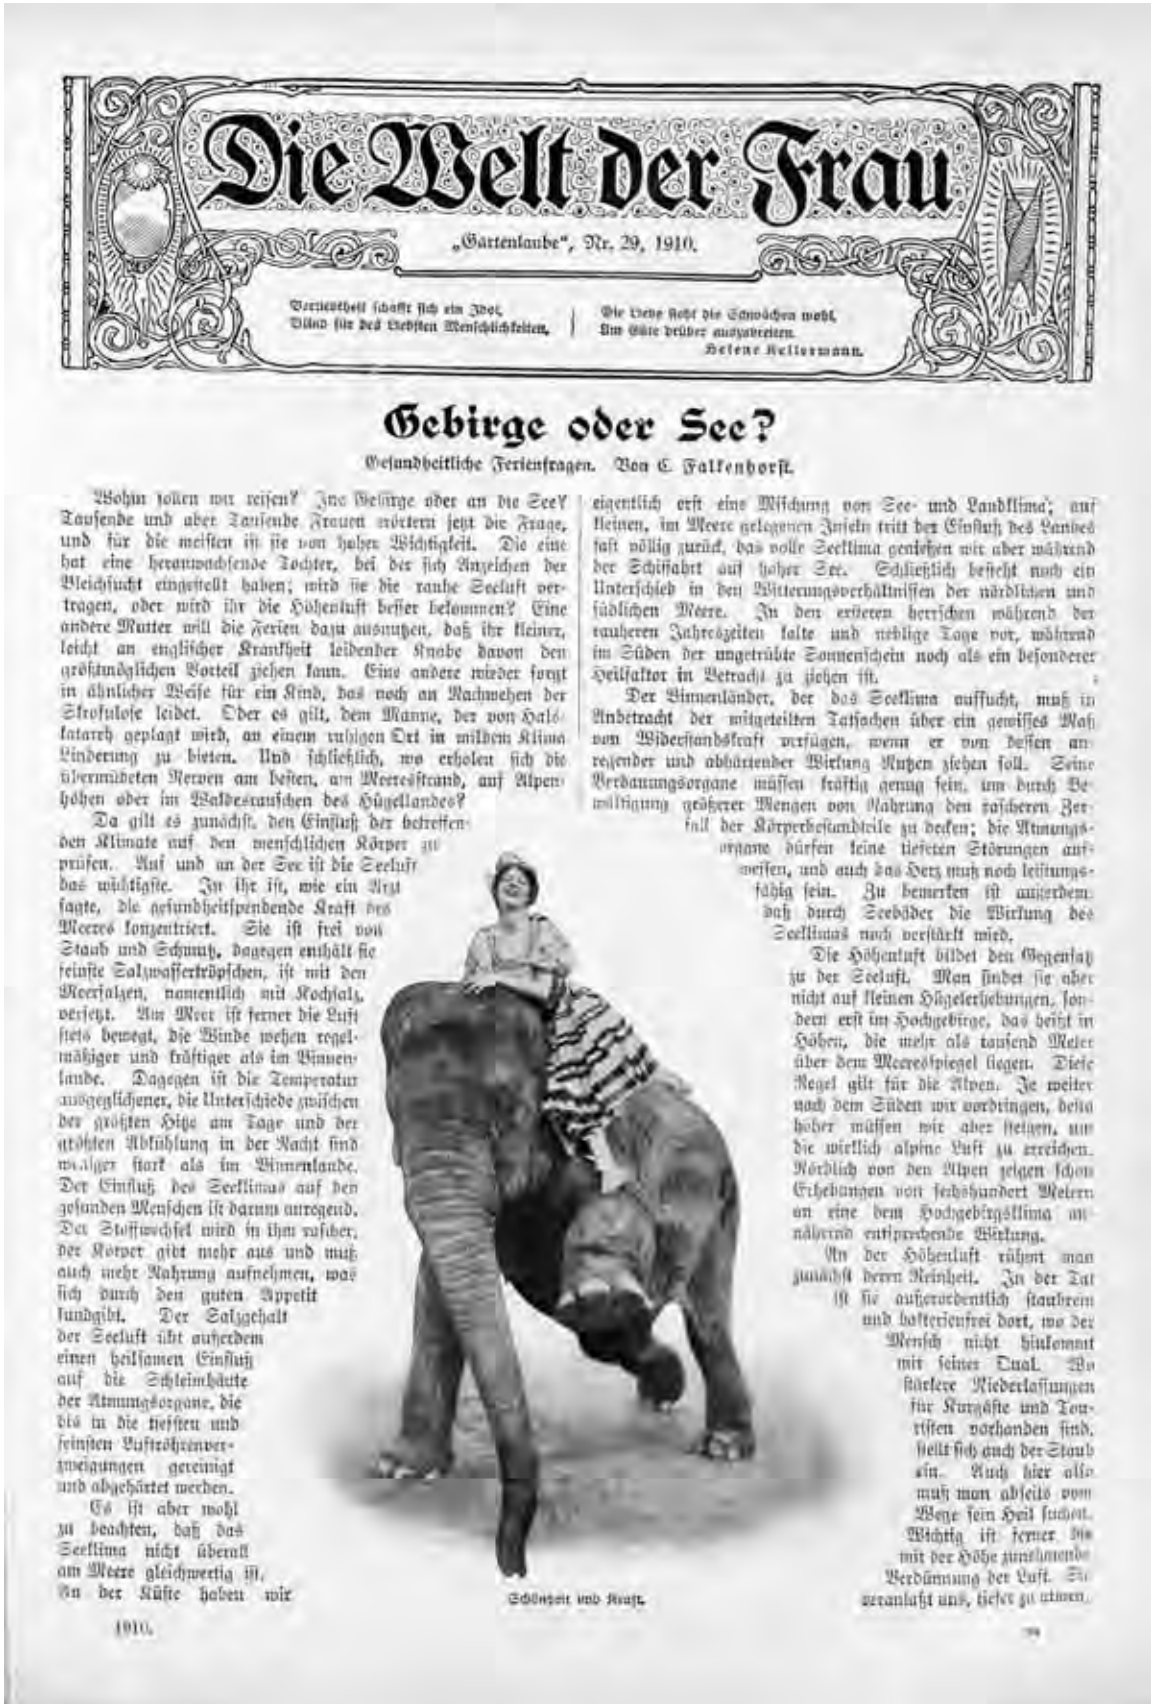 Die Welt der Frau
„Gartenlaube“, Nr. 29, 1910.
Verliebtheit schafft sich ein Idol,
Blind für des Liebsten Menschlichkeiten,
Die Liebe sieht die Schwächen wohl,
Um Güte drüber auszubreiten.
Helene Kellermann.
Gebirge oder See?
Gesundheitliche Ferienfragen. Von C. Falkenhorst.
Wohin sollen wir reisen? Ins Gebirge oder an die See?
Tausende und aber Tausende Frauen erörtern jetzt die Frage,
und für die meisten ist sie von hoher Wichtigkeit. Die eine
hat eine heranwachsende Tochter, bei der sich Anzeichen der
Bleichsucht eingestellt haben; wird sie die rauhe Seeluft ver-
tragen, oder wird ihr die Höhenluft besser bekommen? Eine
andere Mutter will die Ferien dazu ausnutzen, daß ihr kleiner,
leicht an englischer Krankheit leidender Knabe davon den
größtmöglichen Vorteil ziehen kann. Eine andere wieder sorgt
in ähnlicher Weise für ein Kind, das noch an Nachwehen der
Skrofulose leidet. Oder es gilt, dem Manne, der von Hals-
katarrh geplagt wird, an einem ruhigen Ort in mildem Klima
Linderung zu bieten. Und schließlich, wo erholen sich die
übermüdeten Nerven am besten, am Meeresstrand, auf Alpen-
höhen oder im Waldesrauschen des Hügellandes?
Da gilt es zunächst, den Einfluß der betreffen-
den Klimate auf den menschlichen Körper zu
prüfen. Auf und an der See ist die Seeluft
das wichtigste. In ihr ist, wie ein Arzt
sagte, die gesundheitspendende Kraft des
Meeres konzentriert. Sie ist frei von
Staub und Schmutz, dagegen enthält sie
feinste Salzwassertröpfchen, ist mit den
Meersalzen, namentlich mit Kochsalz,
versetzt. Am Meer ist ferner die Luft
stets bewegt, die Winde wehen regel-
mäßiger und kräftiger als im Binnen-
lande. Dagegen ist die Temperatur
ausgeglichener, die Unterschiede zwischen
der größten Hitze am Tage und der
größten Abkühlung in der Nacht sind
weniger stark als im Binnenlande.
Der Einfluß des Seeklimas auf den
gesunden Menschen ist darum anregend.
Der Stoffwechsel wird in ihm rascher,
der Körper gibt mehr aus und muß
auch mehr Nahrung aufnehmen, was
sich durch den guten Appetit
kundgibt. Der Salzgehalt
der Seeluft übt außerdem
einen heilsamen Einfluß
auf die Schleimhäute
der Atmungsorgane, die
bis in die tiefsten und
feinsten Luftröhrenver-
zweigungen gereinigt
und abgehärtet werden.
Es ist aber wohl
zu beachten, daß das
Seeklima nicht überall
am Meere gleichwertig ist.
An der Küste haben wir
eigentlich erst eine Mischung von See- und Landklima; auf
kleinen, im Meere gelegenen Inseln tritt der Einfluß des Landes
fast völlig zurück, das volle Seeklima genießen wir aber während
der Schiffahrt auf hoher See. Schließlich besteht noch ein
Unterschied in den Witterungsverhältnissen der nördlichen und
südlichen Meere. In den ersteren herrschen während der
rauheren Jahreszeiten kalte und neblige Tage vor, während
im Süden der ungetrübte Sonnenschein noch als ein besonderer
Heilfaktor in Betracht zu ziehen ist.
Der Binnenländer, der das Seeklima aufsucht, muß in
Anbetracht der mitgeteilten Tatsachen über ein gewisses Maß
von Widerstandskraft verfügen, wenn er von dessen an-
regender und abhärtender Wirkung Nutzen ziehen soll. Seine
Verdauungsorgane müssen kräftig genug sein, um durch Be-
wältigung größerer Mengen von Nahrung den rascheren Zer-
fall der Körperbestandteile zu decken; die Atmungs-
organe dürfen keine tieferen Störungen auf-
weisen, und auch das Herz muß noch leistungs-
fähig sein. Zu bemerken ist außerdem,
daß durch Seebäder die Wirkung des
Seeklimas noch verstärkt wird.
Die Höhenluft bildet den Gegensatz
zu der Seeluft. Man findet sie aber
nicht auf kleinen Hügelerhebungen, son-
dern erst im Hochgebirge, das heißt in
Höhen, die mehr als tausend Meter
über dem Meeresspiegel liegen. Diese
Regel gilt für die Alpen. Je weiter
nach dem Süden wir vordringen, desto
höher müssen wir aber steigen, um
die wirklich alpine Luft zu erreichen.
Nördlich von den Alpen zeigen schon
Erhebungen von sechshundert Metern
an eine dem Hochgebirgsklima an-
nähernd entsprechende Wirkung.
An der Höhenluft rühmt man
zunächst deren Reinheit. In der Tat
ist sie außerordentlich staubrein
und bakterienfrei dort, wo der
Mensch nicht hinkommt
mit seiner Qual. Wo
stärkere Niederlassungen
für Kurgäste und Tou-
risten vorhanden sind,
stellt sich auch der Staub
ein. Auch hier also
muß man abseits vom
Wege sein Heil suchen.
Wichtig ist ferner die
mit der Höhe zunehmende
Verdünnung der Luft. Sie
veranlaßt uns, tiefer zu atmen,
Schönheit und Kraft.
1910.